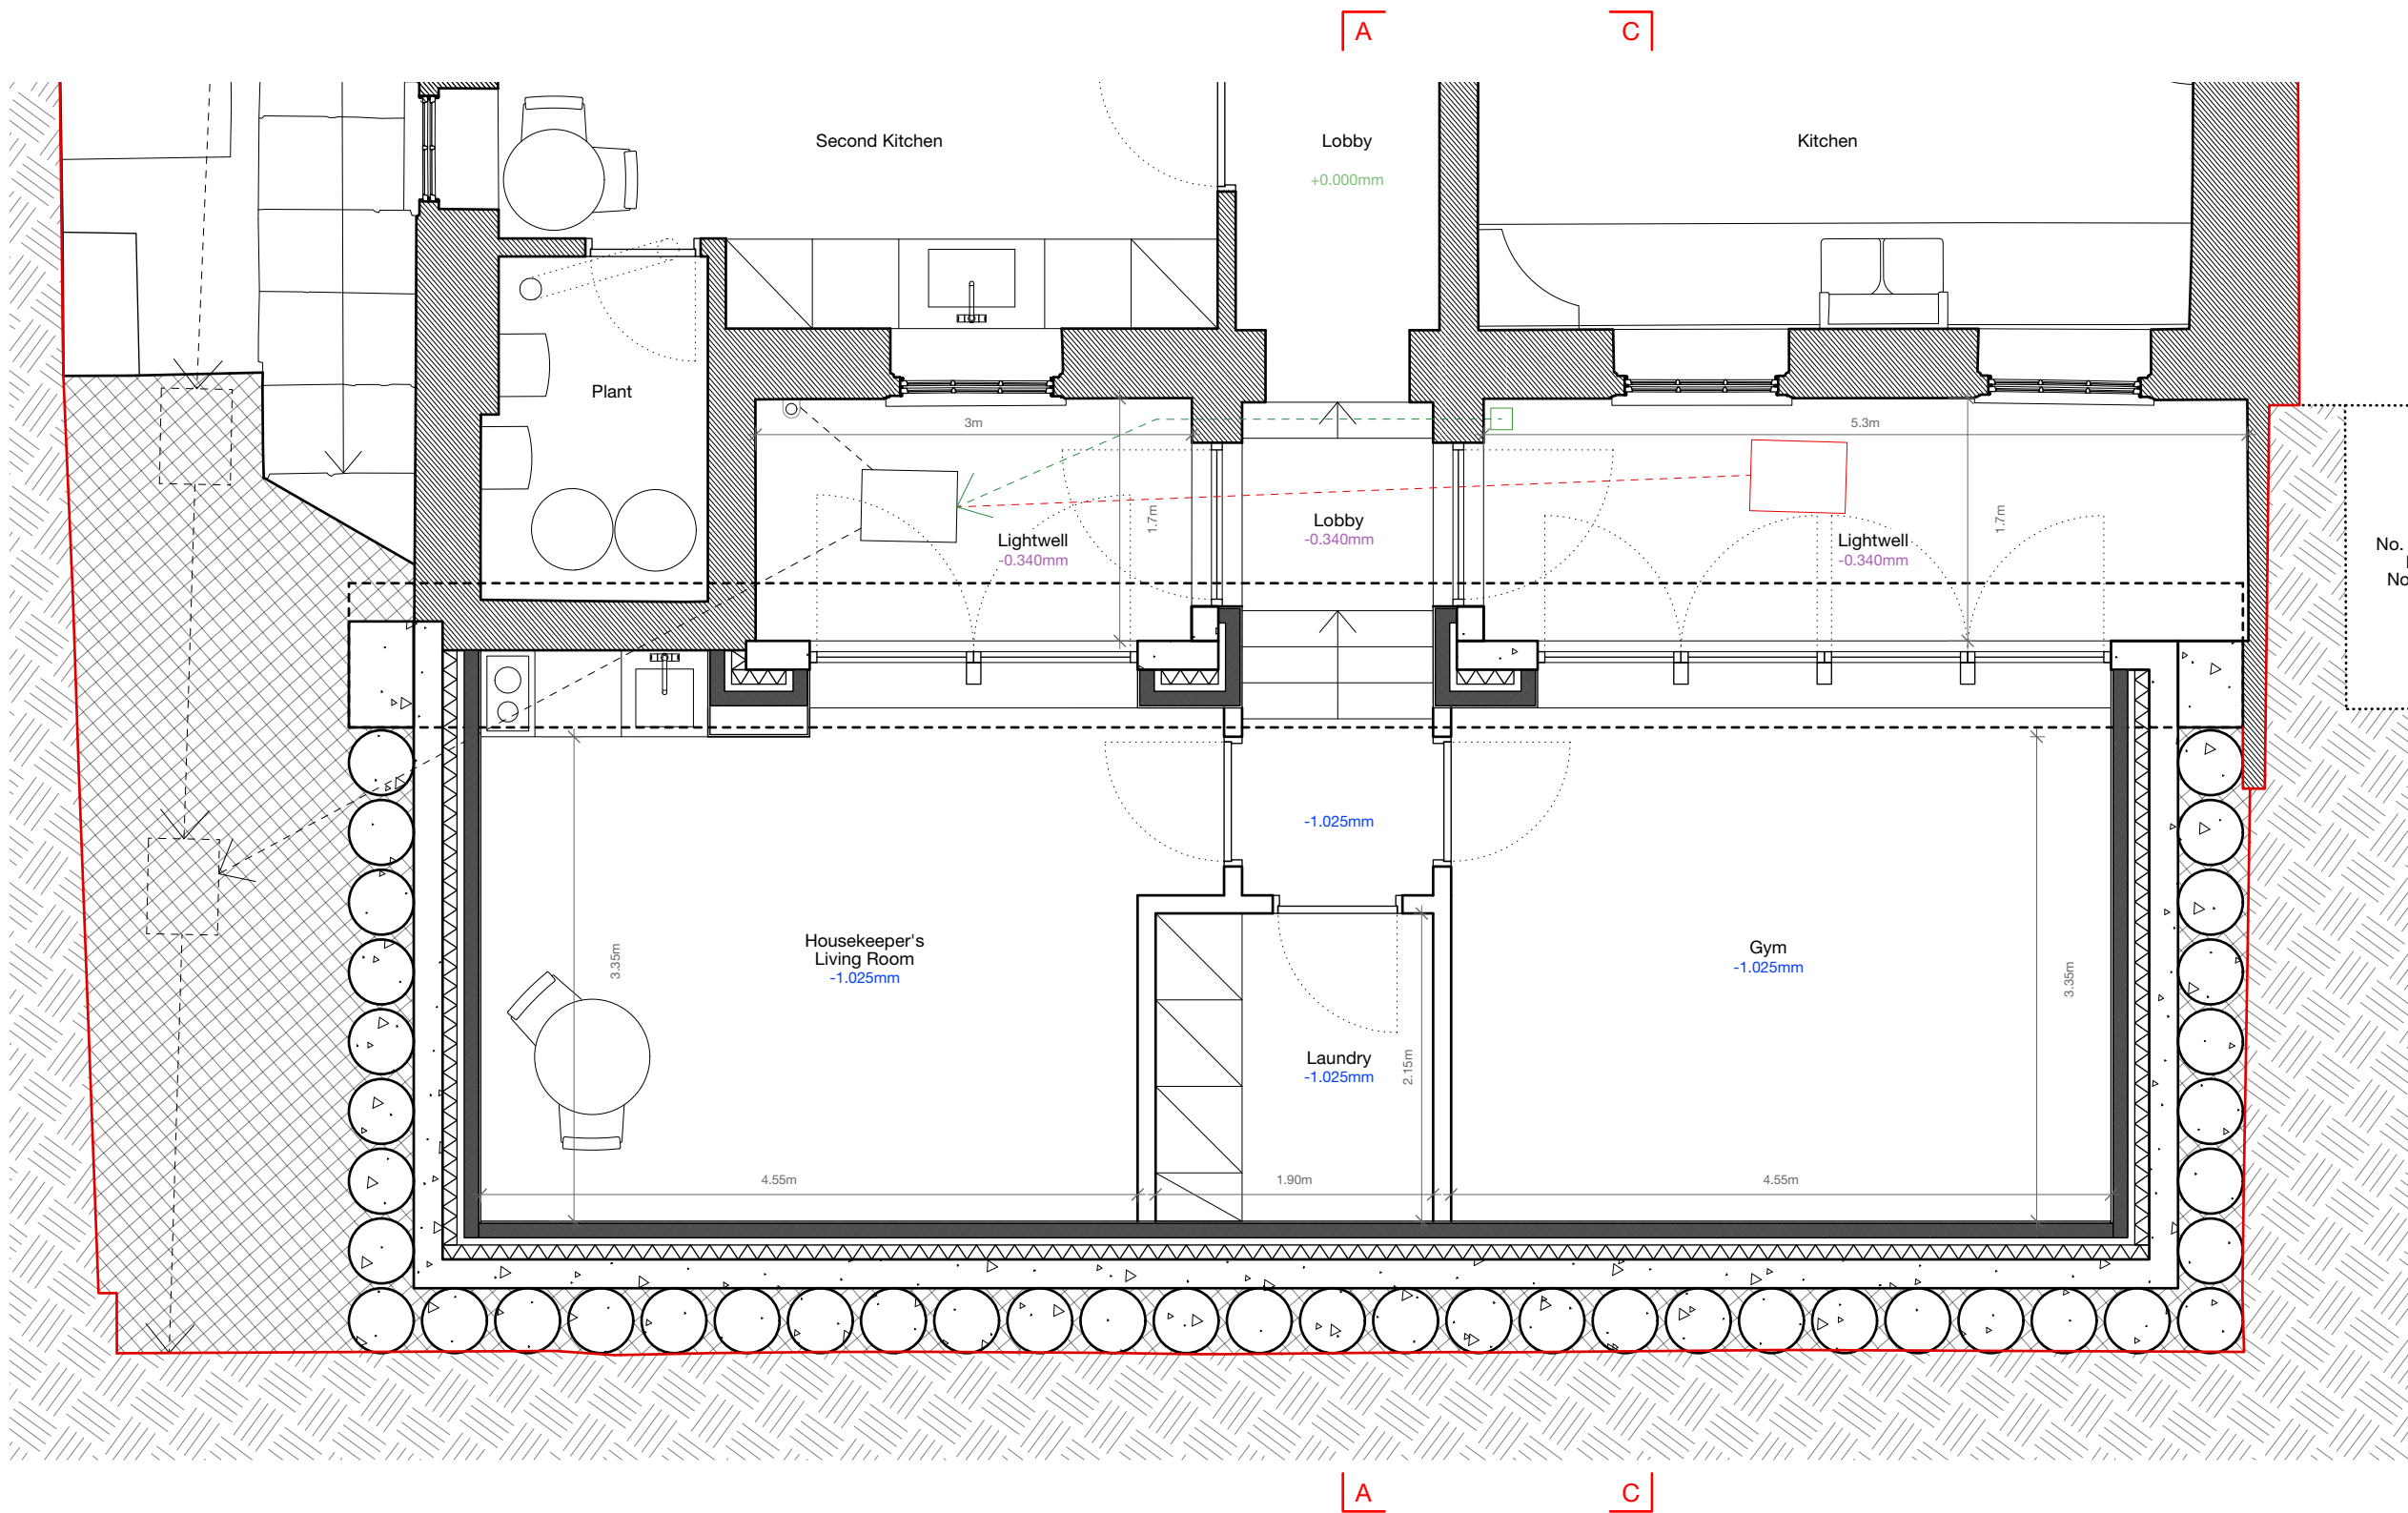 A
C
Second Kitchen
Lobby
+0.000mm
Kitchen
Plant
3m
5.3m
1.7m
1.7m
Lightwell
-0.340mm
Lobby
-0.340mm
Lightwell
-0.340mm
No.
No
-1.025mm
Housekeeper's
Living Room
-1.025mm
3.35m
Gym
-1.025mm
3.35m
Laundry
-1.025mm
2.15m
4.55m
1.90m
4.55m
A
C